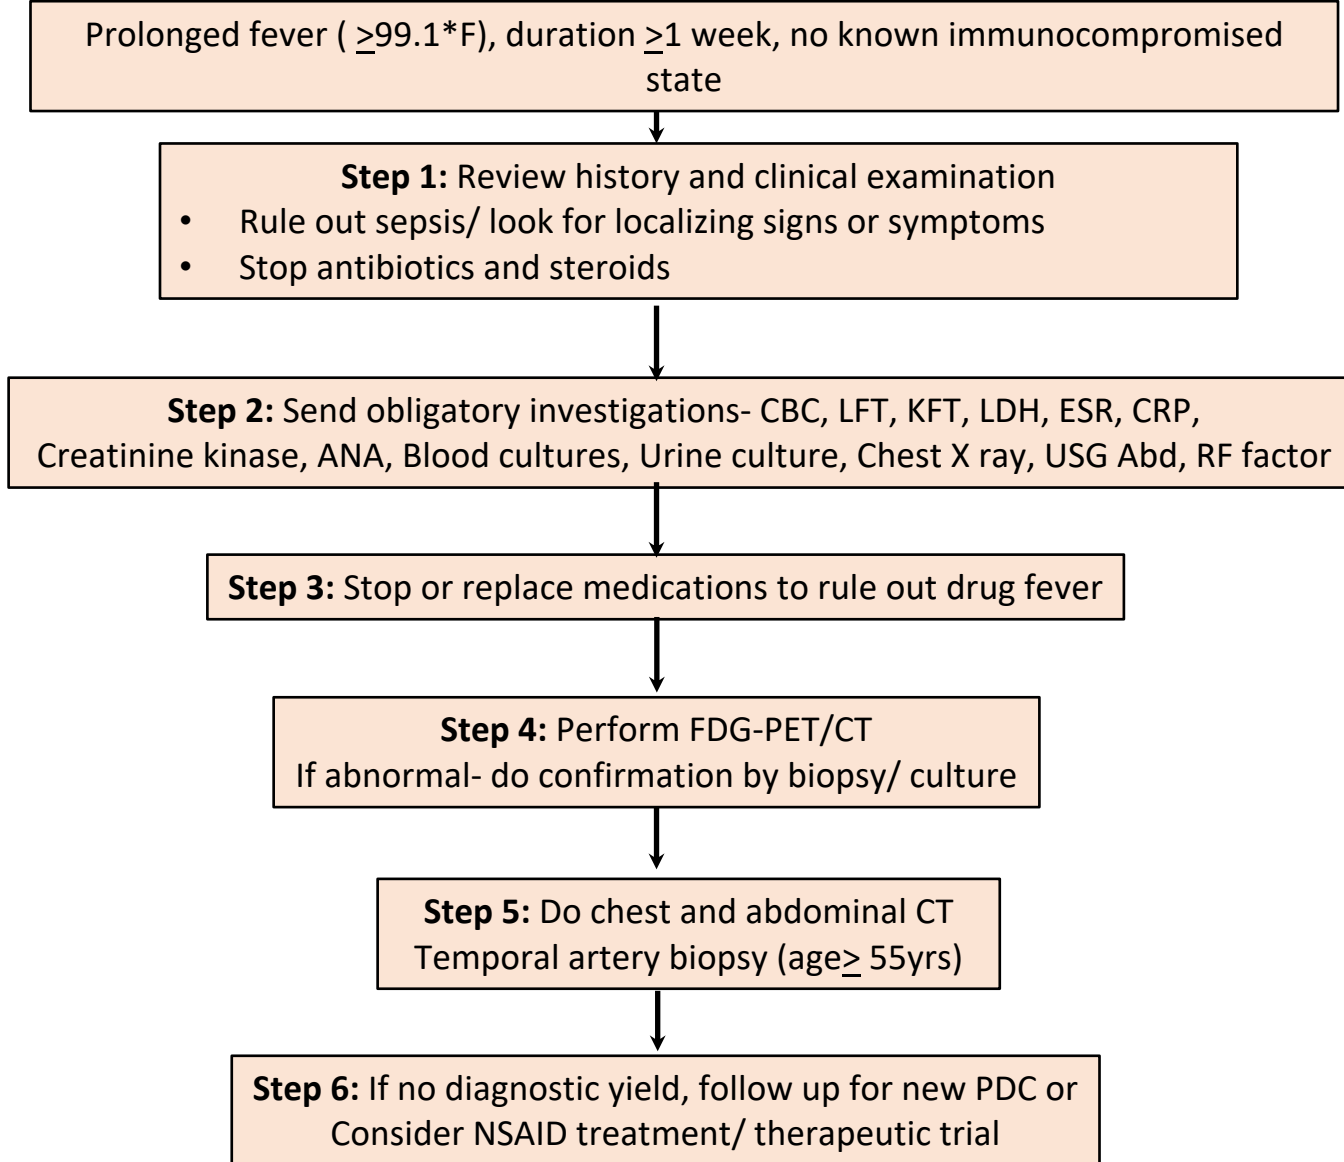 Prolonged fever ( ≥99.1*F), duration ≥1 week, no known immunocompromised
state
Step 1: Review history and clinical examination
• Rule out sepsis/ look for localizing signs or symptoms
• Stop antibiotics and steroids
Step 2: Send obligatory investigations- CBC, LFT, KFT, LDH, ESR, CRP,
Creatinine kinase, ANA, Blood cultures, Urine culture, Chest X ray, USG Abd, RF factor
Step 3: Stop or replace medications to rule out drug fever
Step 4: Perform FDG-PET/CT
If abnormal- do confirmation by biopsy/ culture
Step 5: Do chest and abdominal CT
Temporal artery biopsy (age≥ 55yrs)
Step 6: If no diagnostic yield, follow up for new PDC or
Consider NSAID treatment/ therapeutic trial